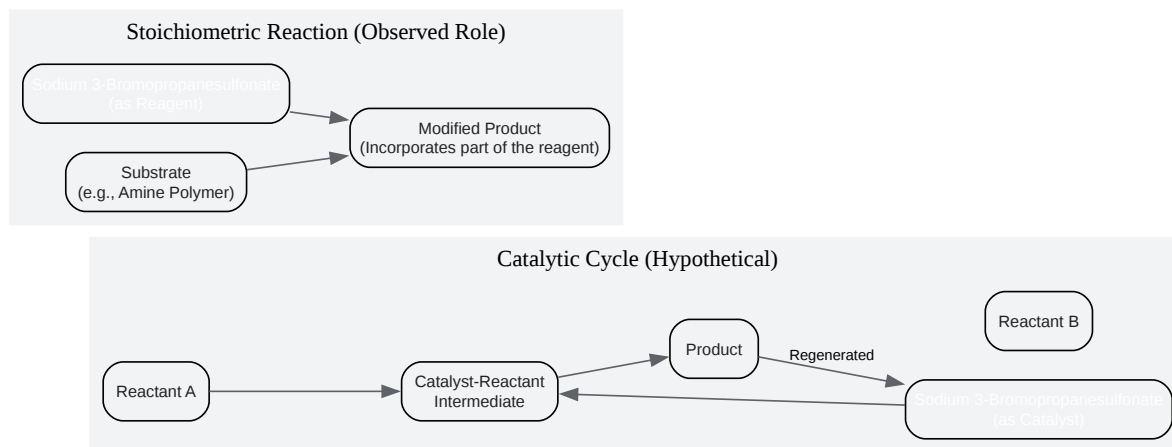 Stoichiometric Reaction (Observed Role)
Sodium 3-Bromopropanesulfonate
(as Reagent)
Modified Product
(Incorporates part of the reagent)
Substrate
(e.g., Amine Polymer)
Catalytic Cycle (Hypothetical)
Reactant B
Product
Regenerated
Reactant A
Catalyst-Reactant
Intermediate
Sodium 3-Bromopropanesulfonate
(as Catalyst)